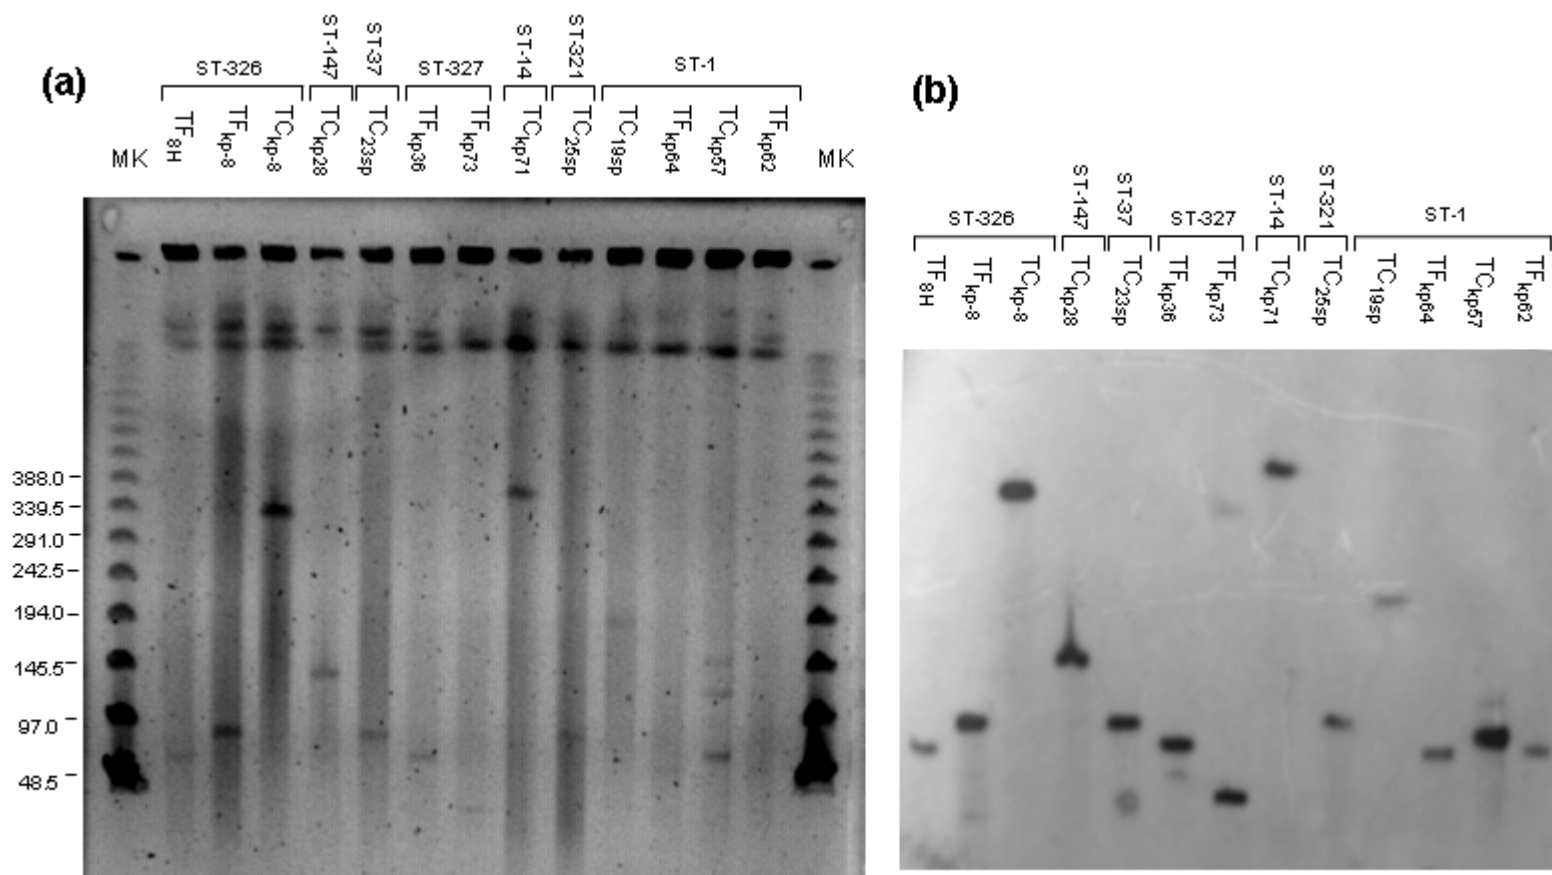 (a)
ST-326 ST-147 ST-37 ST-327 ST-14 ST-321 ST-1
MK TF8H TFkp-8 TCkp-8 TCkp28 TC23sp TFkp36 TFkp73 TCkp71 TC25sp TC19sp TFkp64 TCkp57 TFkp62 MK
388.0
339.5
291.0
242.5
194.0
145.5
97.0
48.5
(b)
ST-326 ST-147 ST-37 ST-327 ST-14 ST-321 ST-1
TF8H TFkp-8 TCkp-8 TCkp28 TC23sp TFkp36 TFkp73 TCkp71 TC25sp TC19sp TFkp64 TCkp57 TFkp62